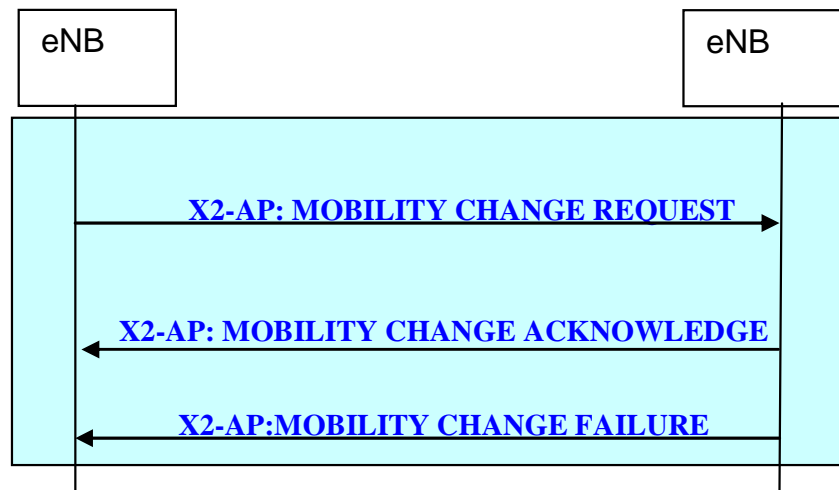 eNB
eNB
X2-AP: MOBILITY CHANGE REQUEST
X2-AP: MOBILITY CHANGE ACKNOWLEDGE
X2-AP:MOBILITY CHANGE FAILURE